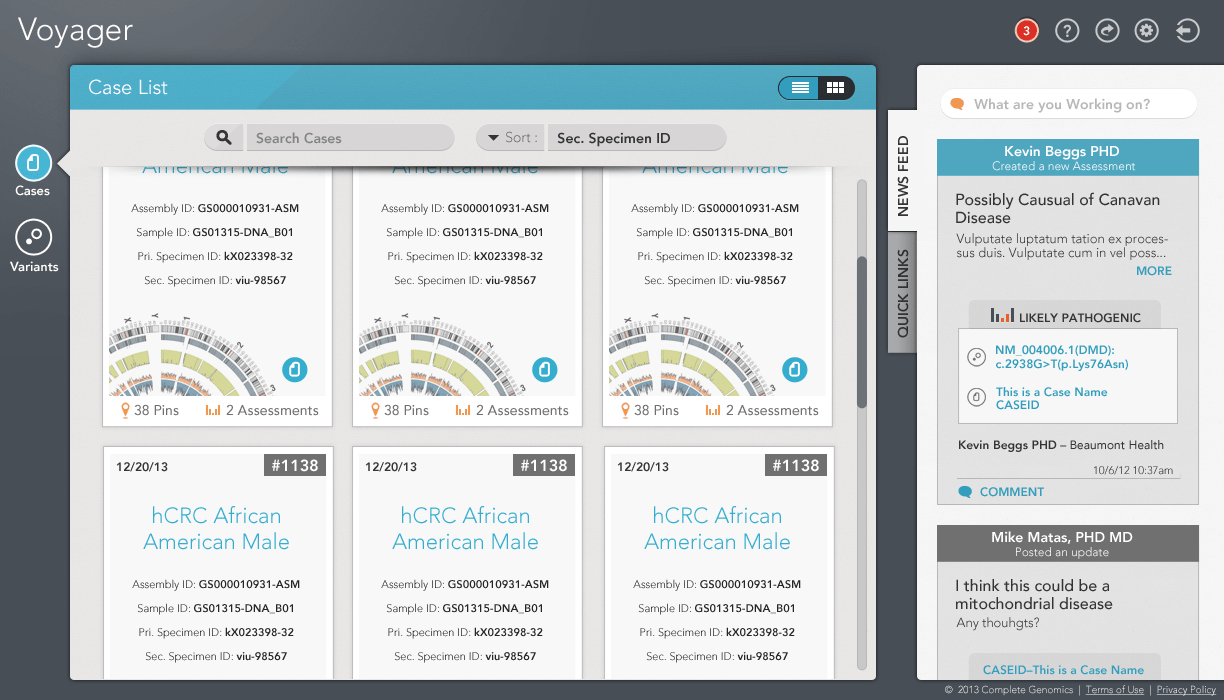 Voyager
3
?
Case List
Search Cases
Sort :
Sec. Specimen ID
Cases
Variants
American Male
Assembly ID: GS000010931-ASM
Sample ID: GS01315-DNA_B01
Pri. Specimen ID: kX023398-32
Sec. Specimen ID: viu-98567
X Y 1 2 3
38 Pins 2 Assessments
American Male
Assembly ID: GS000010931-ASM
Sample ID: GS01315-DNA_B01
Pri. Specimen ID: kX023398-32
Sec. Specimen ID: viu-98567
X Y 1 2 3
38 Pins 2 Assessments
American Male
Assembly ID: GS000010931-ASM
Sample ID: GS01315-DNA_B01
Pri. Specimen ID: kX023398-32
Sec. Specimen ID: viu-98567
X Y 1 2 3
38 Pins 2 Assessments
12/20/13 #1138
hCRC African
American Male
Assembly ID: GS000010931-ASM
Sample ID: GS01315-DNA_B01
Pri. Specimen ID: kX023398-32
Sec. Specimen ID: viu-98567
12/20/13 #1138
hCRC African
American Male
Assembly ID: GS000010931-ASM
Sample ID: GS01315-DNA_B01
Pri. Specimen ID: kX023398-32
Sec. Specimen ID: viu-98567
12/20/13 #1138
hCRC African
American Male
Assembly ID: GS000010931-ASM
Sample ID: GS01315-DNA_B01
Pri. Specimen ID: kX023398-32
Sec. Specimen ID: viu-98567
NEWS FEED
QUICK LINKS
What are you Working on?
Kevin Beggs PHD
Created a new Assessment
Possibly Causual of Canavan
Disease
Vulputate luptatum tation ex proces-
sus duis. Vulputate cum in vel poss...
MORE
LIKELY PATHOGENIC
NM_004006.1(DMD):
c.2938G>T(p.Lys76Asn)
This is a Case Name
CASEID
Kevin Beggs PHD – Beaumont Health
10/6/12 10:37am
COMMENT
Mike Matas, PHD MD
Posted an update
I think this could be a
mitochondrial disease
Any thouhgts?
CASEID–This is a Case Name
© 2013 Complete Genomics | Terms of Use | Privacy Policy